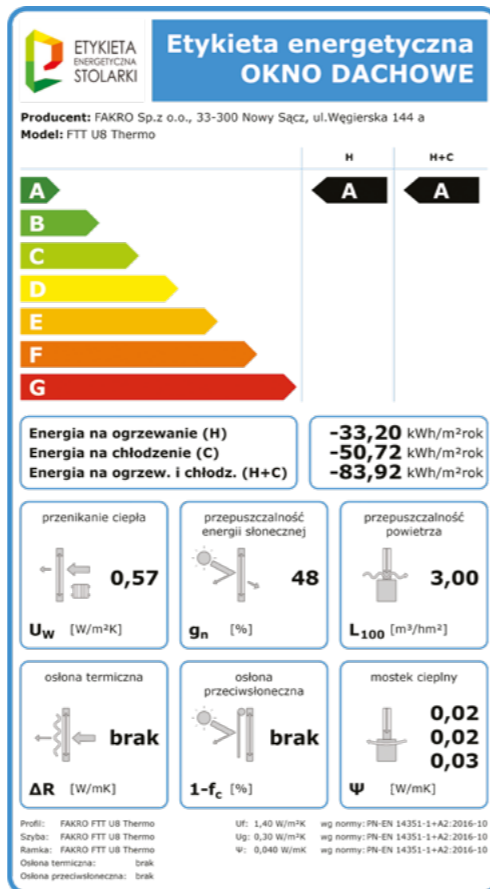 ETYKIETA
ENERGETYCZNA
STOLARKI
Etykieta energetyczna
OKNO DACHOWE
Producent: FAKRO Sp.z o.o., 33-300 Nowy Sącz, ul.Węgierska 144 a
Model: FTT U8 Thermo
H H+C
A A A
B
C
D
E
F
G
Energia na ogrzewanie (H) -33,20 kWh/m²rok
Energia na chłodzenie (C) -50,72 kWh/m²rok
Energia na ogrzew. i chłodz. (H+C) -83,92 kWh/m²rok
przenikanie ciepła
0,57
Uw [W/m²K]
przepuszczalność
energii słonecznej
48
gn [%]
przepuszczalność
powietrza
3,00
L100 [m³/hm²]
osłona termiczna
brak
ΔR [W/mK]
osłona
przeciwsłoneczna
brak
1-fc [%]
mostek cieplny
0,02
0,02
0,03
Ψ [W/mK]
Profil: FAKRO FTT U8 Thermo Uf: 1,40 W/m²K wg normy:PN-EN 14351-1+A2:2016-10
Szyba: FAKRO FTT U8 Thermo Ug: 0,30 W/m²K wg normy:PN-EN 14351-1+A2:2016-10
Ramka: FAKRO FTT U8 Thermo Ψ: 0,040 W/mK wg normy:PN-EN 14351-1+A2:2016-10
Osłona termiczna: brak
Osłona przeciwsłoneczna: brak